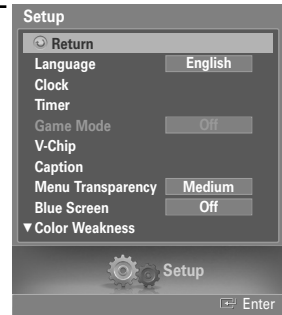 Setup
Return
Language English
Clock
Timer
Game Mode Off
V-Chip
Caption
Menu Transparency Medium
Blue Screen Off
▼Color Weakness
Setup
Enter